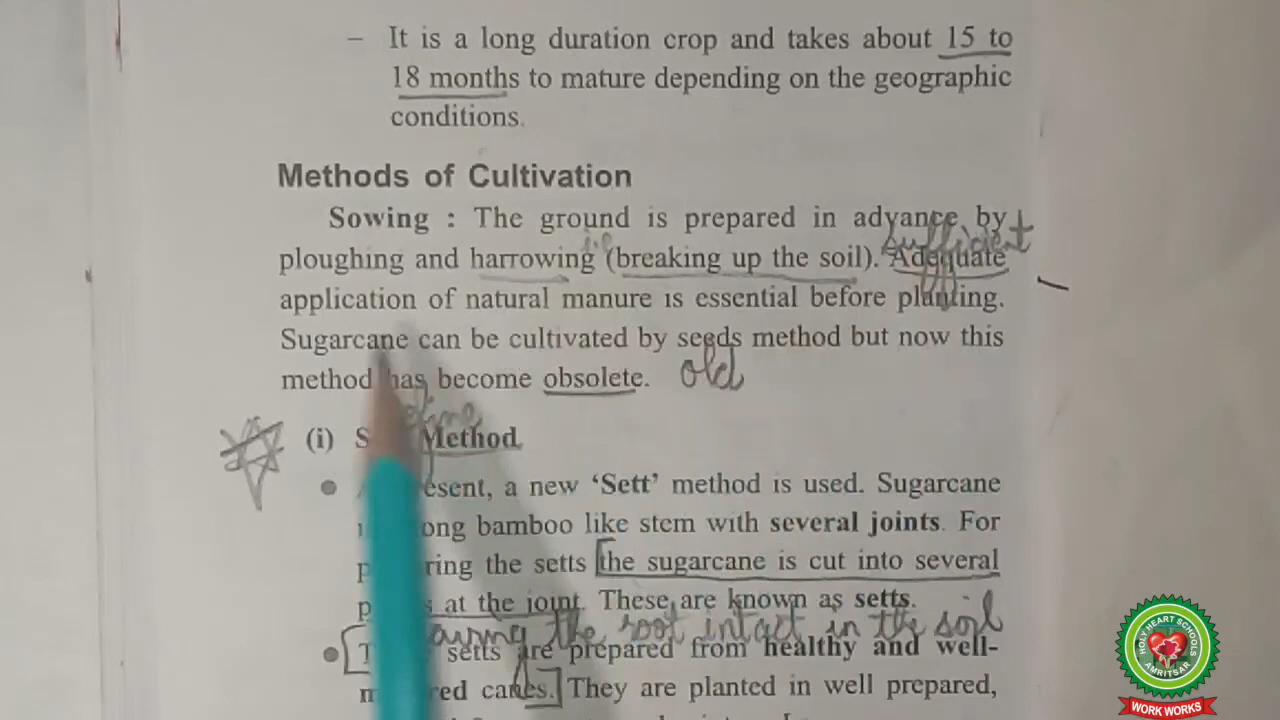 – It is a long duration crop and takes about 15 to
18 months to mature depending on the geographic
conditions.
Methods of Cultivation
Sowing : The ground is prepared in advance by
sufficient
ploughing and harrowing (breaking up the soil). Adequate
application of natural manure is essential before planting.
Sugarcane can be cultivated by seeds method but now this
method has become obsolete. old
define
(i) Method
● present, a new ‘Sett’ method is used. Sugarcane
long bamboo like stem with several joints. For
the setts the sugarcane is cut into several
at the joint. These are known as setts.
the root intact in the soil
● setts are prepared from healthy and well-
canes. They are planted in well prepared,
HOLY HEART SCHOOLS
AMRITSAR
WORK WORKS